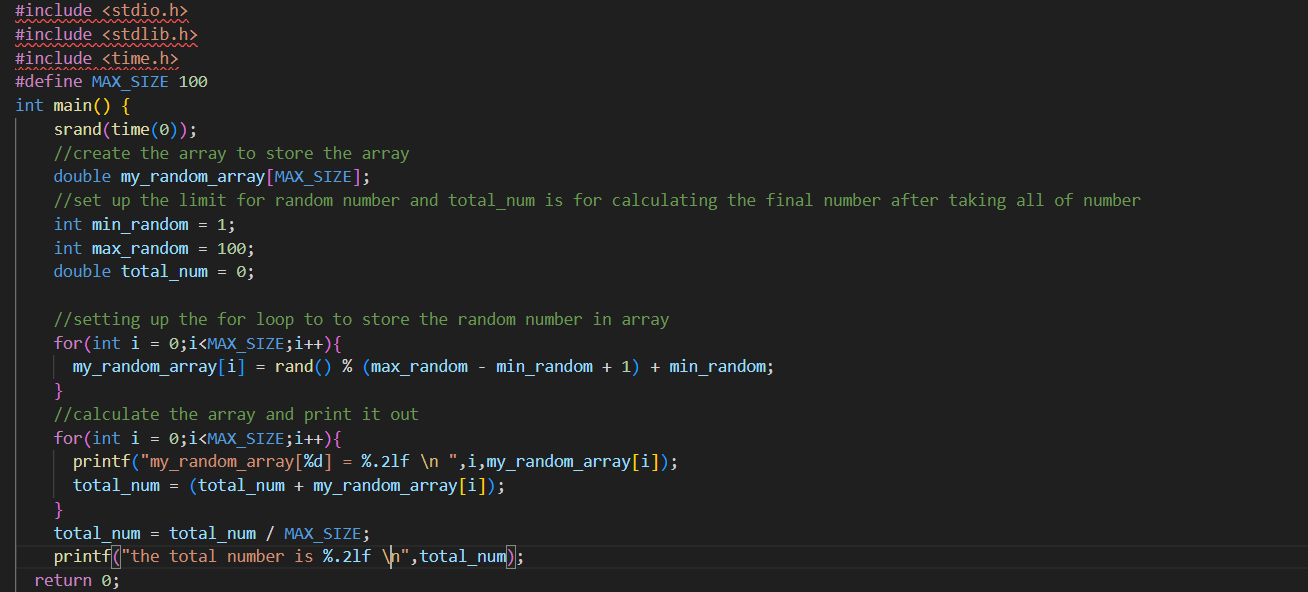 #include <stdio.h>
#include <stdlib.h>
#include <time.h>
#define MAX_SIZE 100
int main() {
    srand(time(0));
    //create the array to store the array
    double my_random_array[MAX_SIZE];
    //set up the limit for random number and total_num is for calculating the final number after taking all of number
    int min_random = 1;
    int max_random = 100;
    double total_num = 0;

    //setting up the for loop to to store the random number in array
    for(int i = 0;i<MAX_SIZE;i++){
      my_random_array[i] = rand() % (max_random - min_random + 1) + min_random;
    }
    //calculate the array and print it out
    for(int i = 0;i<MAX_SIZE;i++){
      printf("my_random_array[%d] = %.2lf \n ",i,my_random_array[i]);
      total_num = (total_num + my_random_array[i]);
    }
    total_num = total_num / MAX_SIZE;
    printf("the total number is %.2lf \n",total_num);
  return 0;